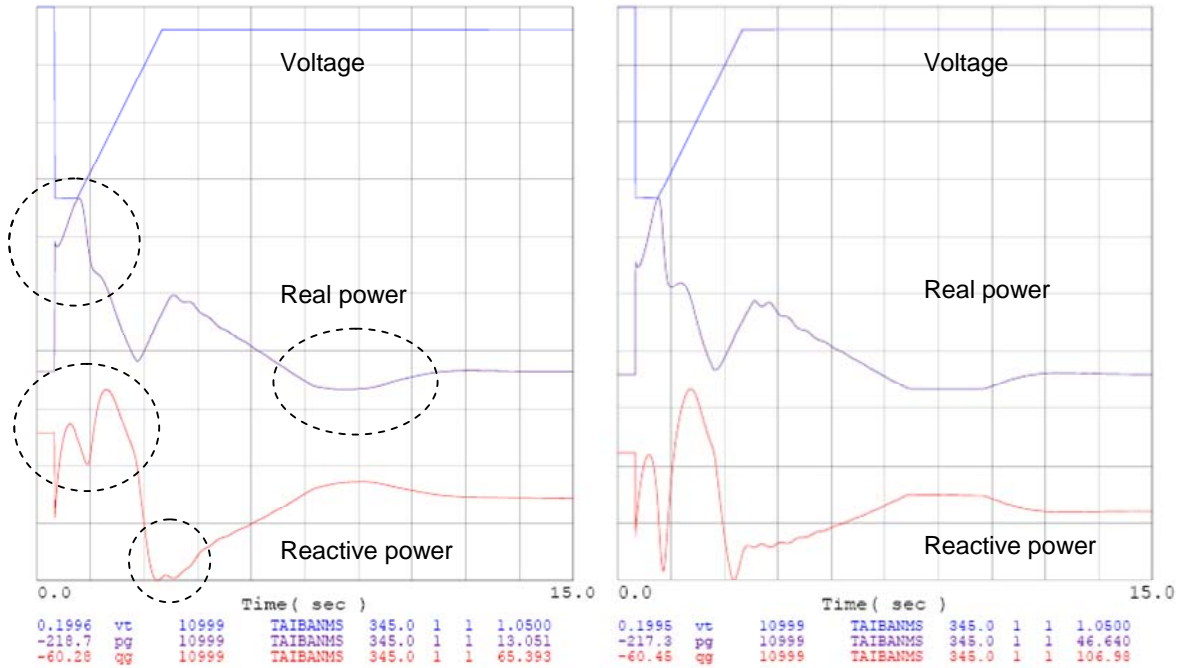 Voltage
Real power
Reactive power
0.0 15.0
Time( sec )
0.1996 vt 10999 TAIBANMS 345.0 1 1 1.0500
-218.7 pg 10999 TAIBANMS 345.0 1 1 13.051
-60.28 qg 10999 TAIBANMS 345.0 1 1 65.393
Voltage
Real power
Reactive power
0.0 15.0
Time( sec )
0.1995 vt 10999 TAIBANMS 345.0 1 1 1.0500
-217.3 pg 10999 TAIBANMS 345.0 1 1 46.640
-60.45 qg 10999 TAIBANMS 345.0 1 1 106.98